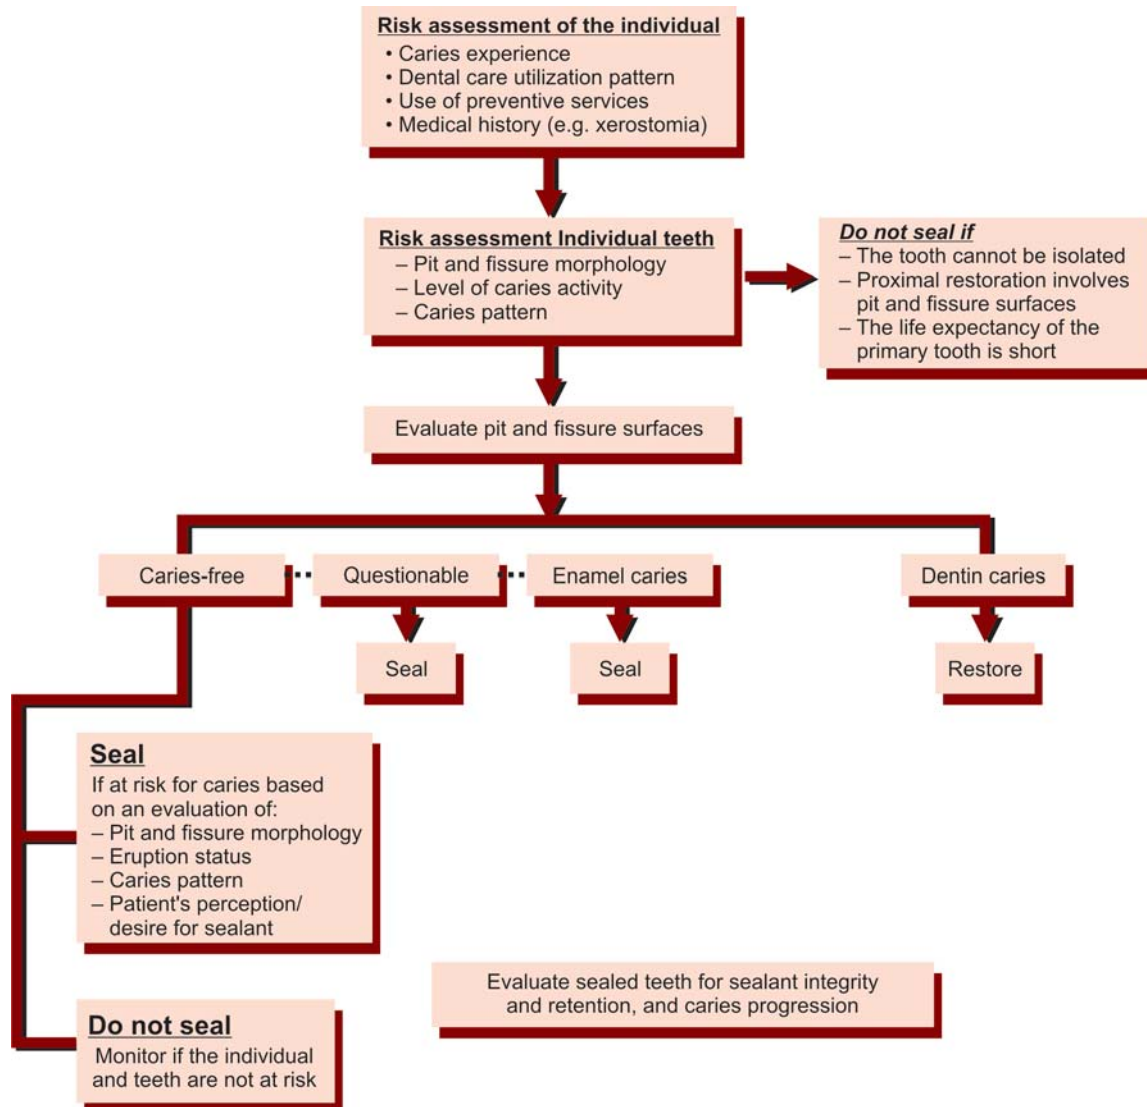 Risk assessment of the individual
• Caries experience
• Dental care utilization pattern
• Use of preventive services
• Medical history (e.g. xerostomia)
Risk assessment Individual teeth
– Pit and fissure morphology
– Level of caries activity
– Caries pattern
Do not seal if
– The tooth cannot be isolated
– Proximal restoration involves
pit and fissure surfaces
– The life expectancy of the
primary tooth is short
Evaluate pit and fissure surfaces
Caries-free
Questionable
Enamel caries
Dentin caries
Seal
Seal
Restore
Seal
If at risk for caries based
on an evaluation of:
– Pit and fissure morphology
– Eruption status
– Caries pattern
– Patient's perception/
desire for sealant
Evaluate sealed teeth for sealant integrity
and retention, and caries progression
Do not seal
Monitor if the individual
and teeth are not at risk